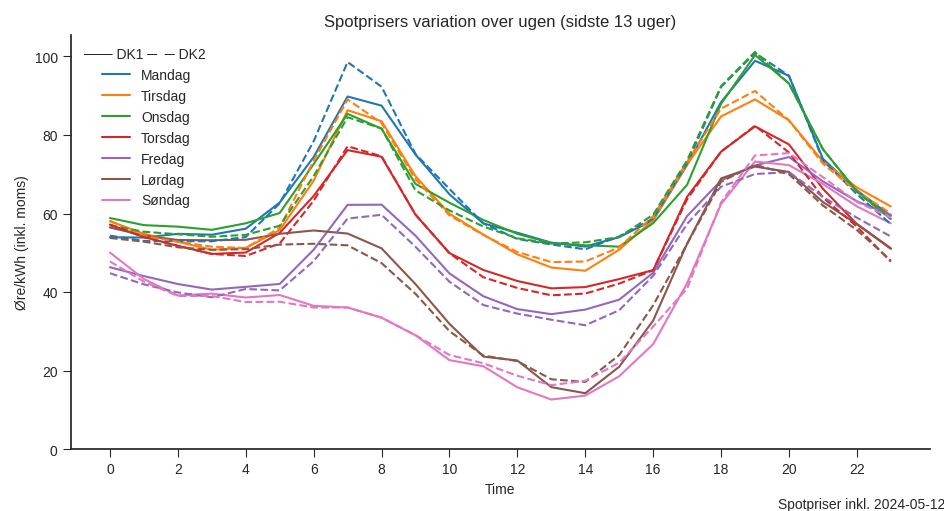 Spotprisers variation over ugen (sidste 13 uger)
DK1 DK2
Mandag
Tirsdag
Onsdag
Torsdag
Fredag
Lørdag
Søndag
Øre/kWh (inkl. moms)
100
80
60
40
20
0
0 2 4 6 8 10 12 14 16 18 20 22
Time
Spotpriser inkl. 2024-05-12